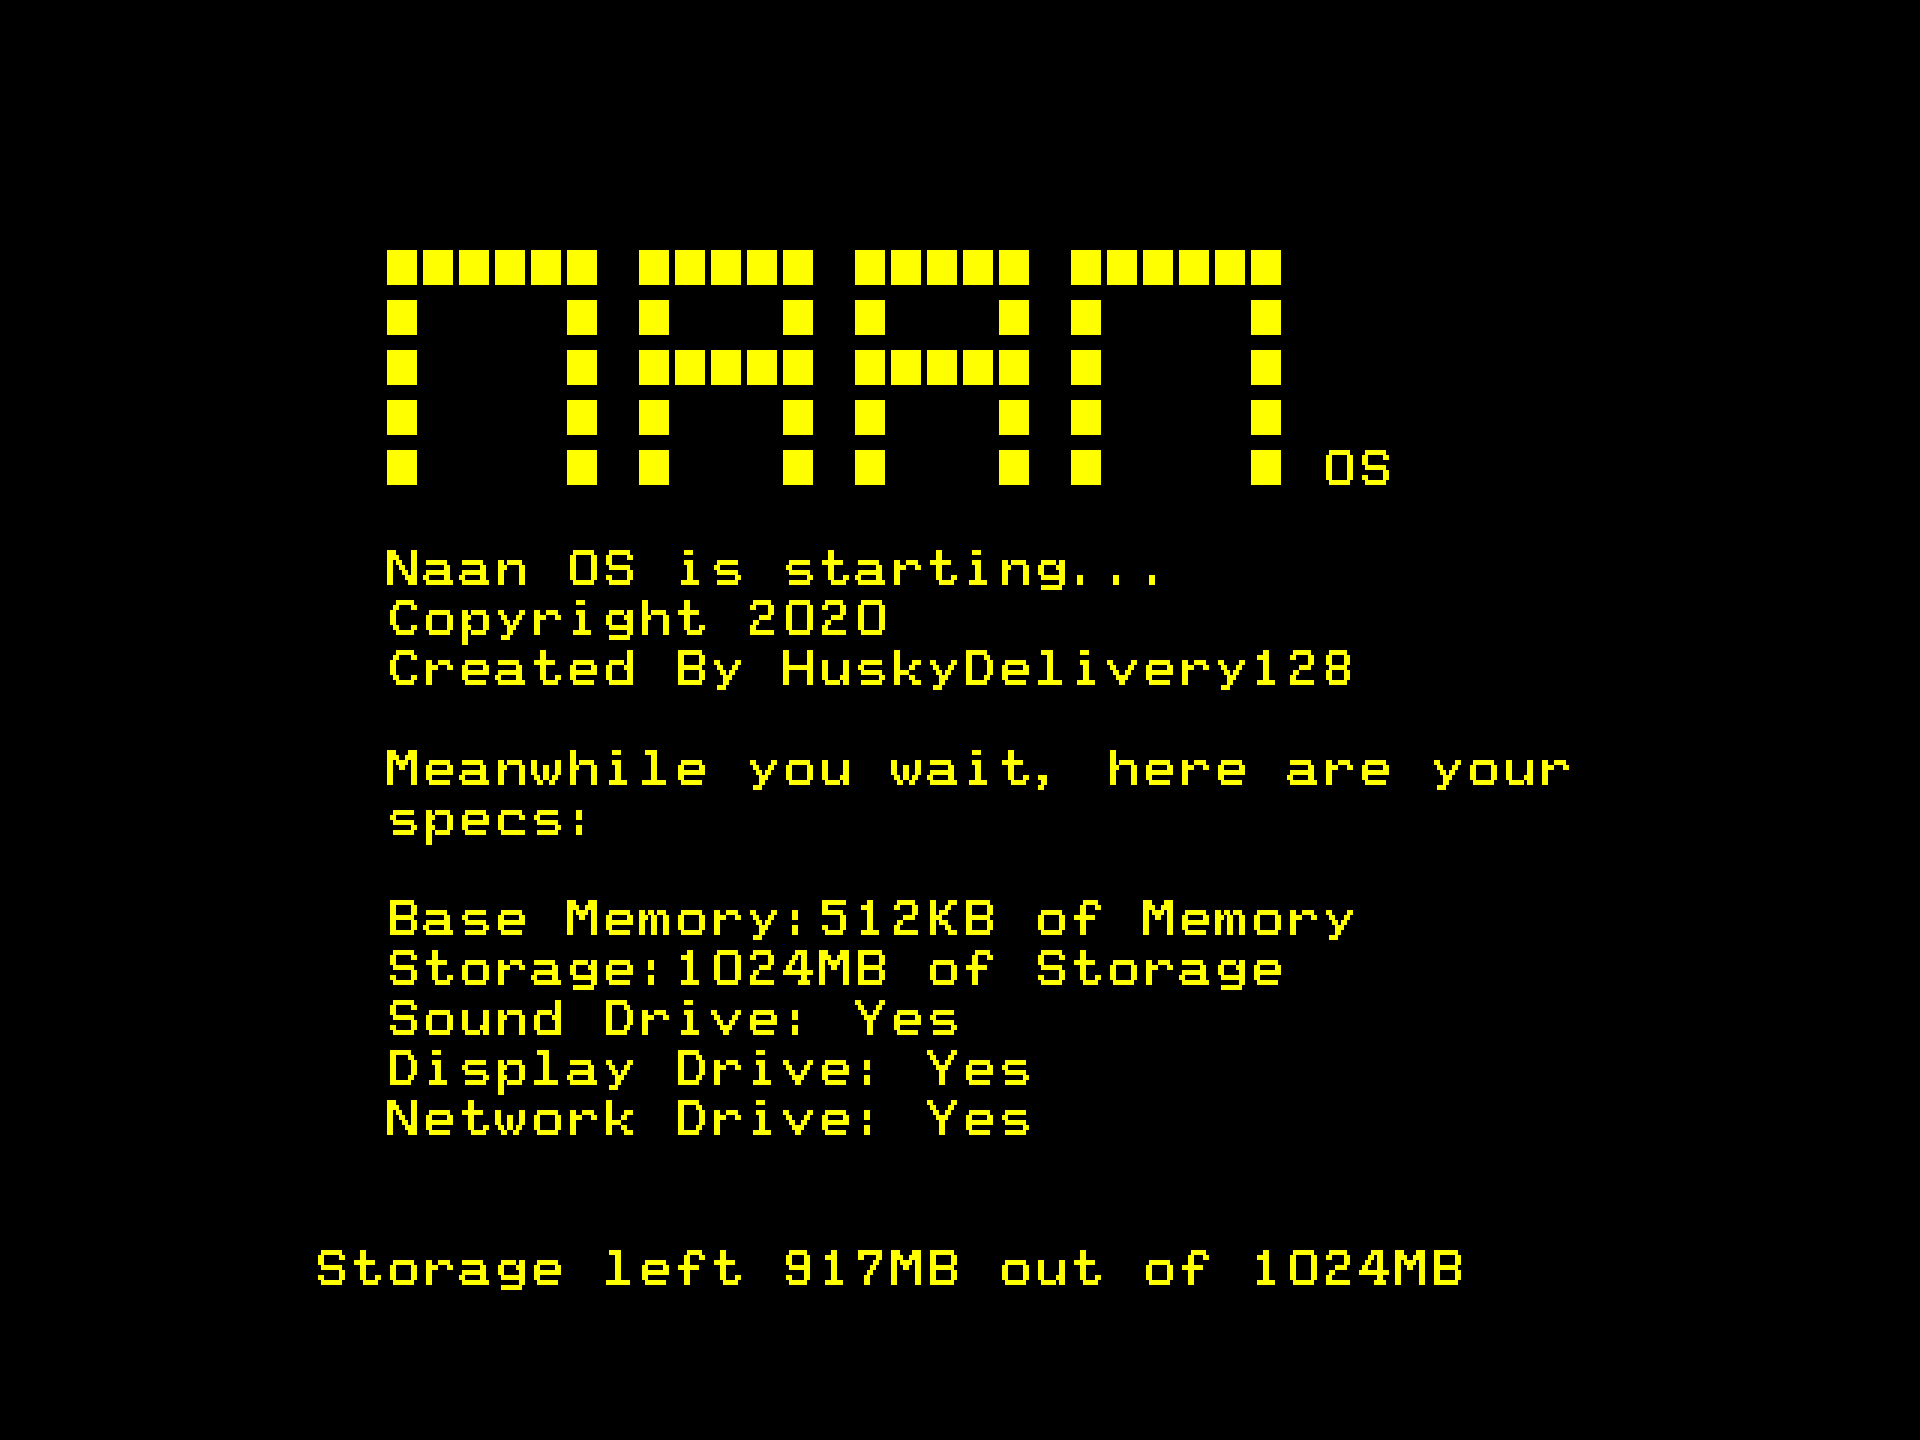 NAAN OS
Naan OS is starting...
Copyright 2020
Created By HuskyDelivery128
Meanwhile you wait, here are your
specs:
Base Memory:512KB of Memory
Storage:1024MB of Storage
Sound Drive: Yes
Display Drive: Yes
Network Drive: Yes
Storage left 917MB out of 1024MB